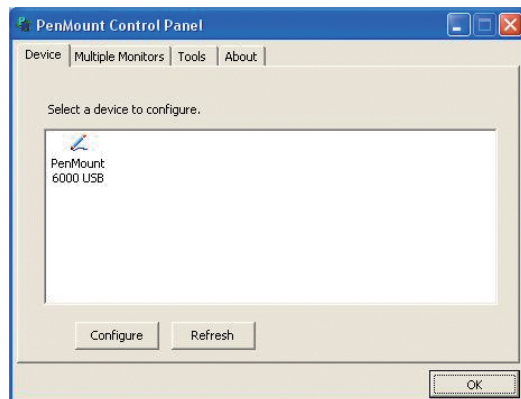 PenMount Control Panel
Device Multiple Monitors Tools About
Select a device to configure.
PenMount
6000 USB
Configure Refresh
OK